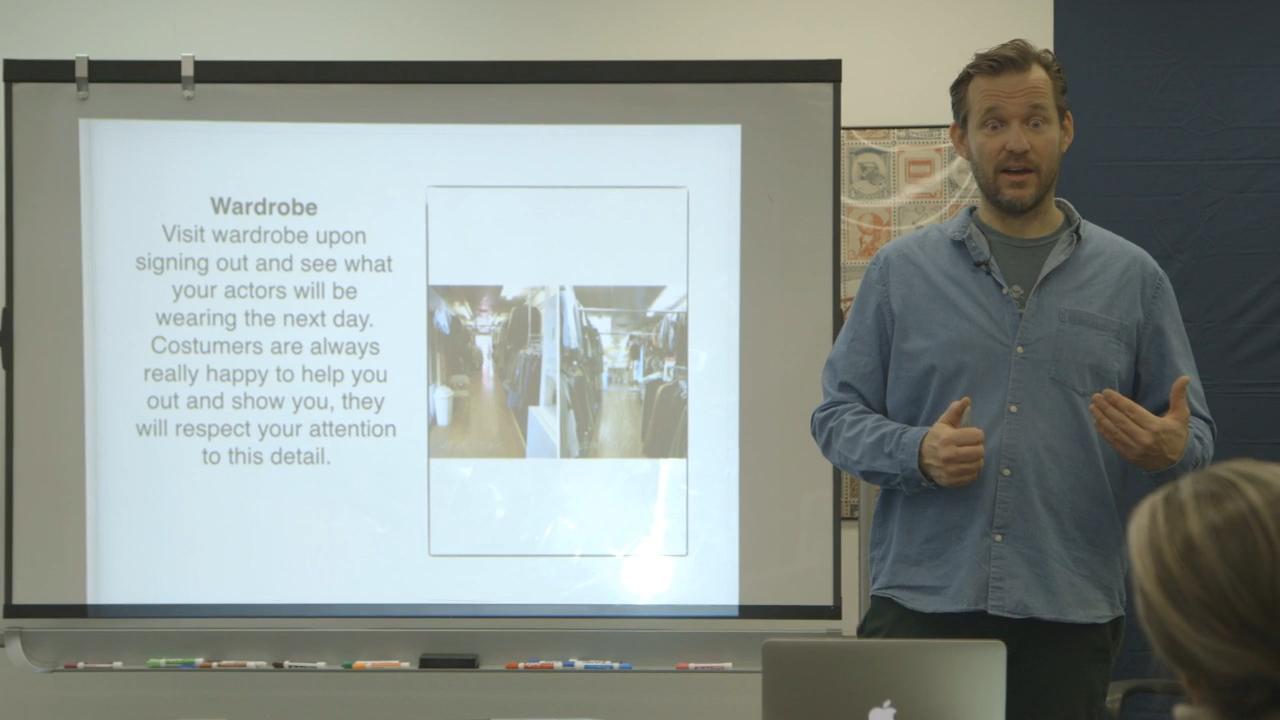 Wardrobe
Visit wardrobe upon
signing out and see what
your actors will be
wearing the next day.
Costumers are always
really happy to help you
out and show you, they
will respect your attention
to this detail.